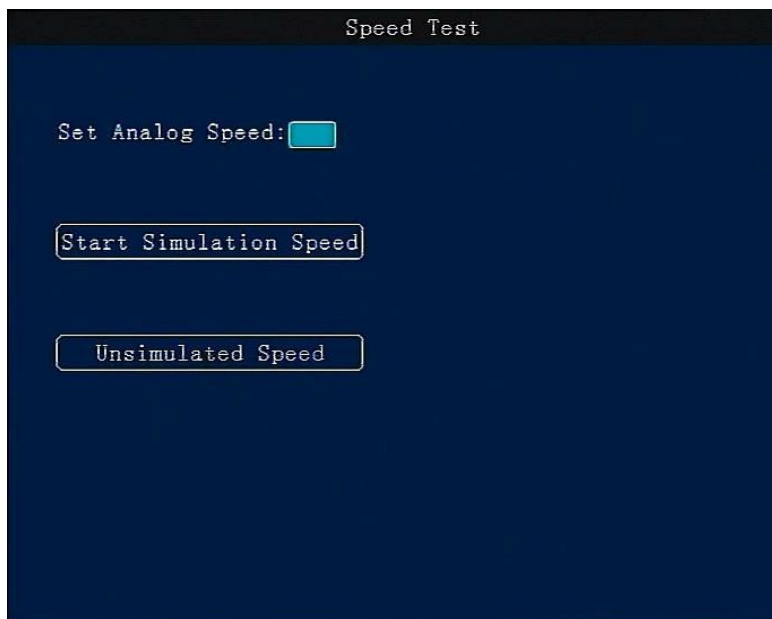 Speed Test
Set Analog Speed:
Start Simulation Speed
Unsimulated Speed